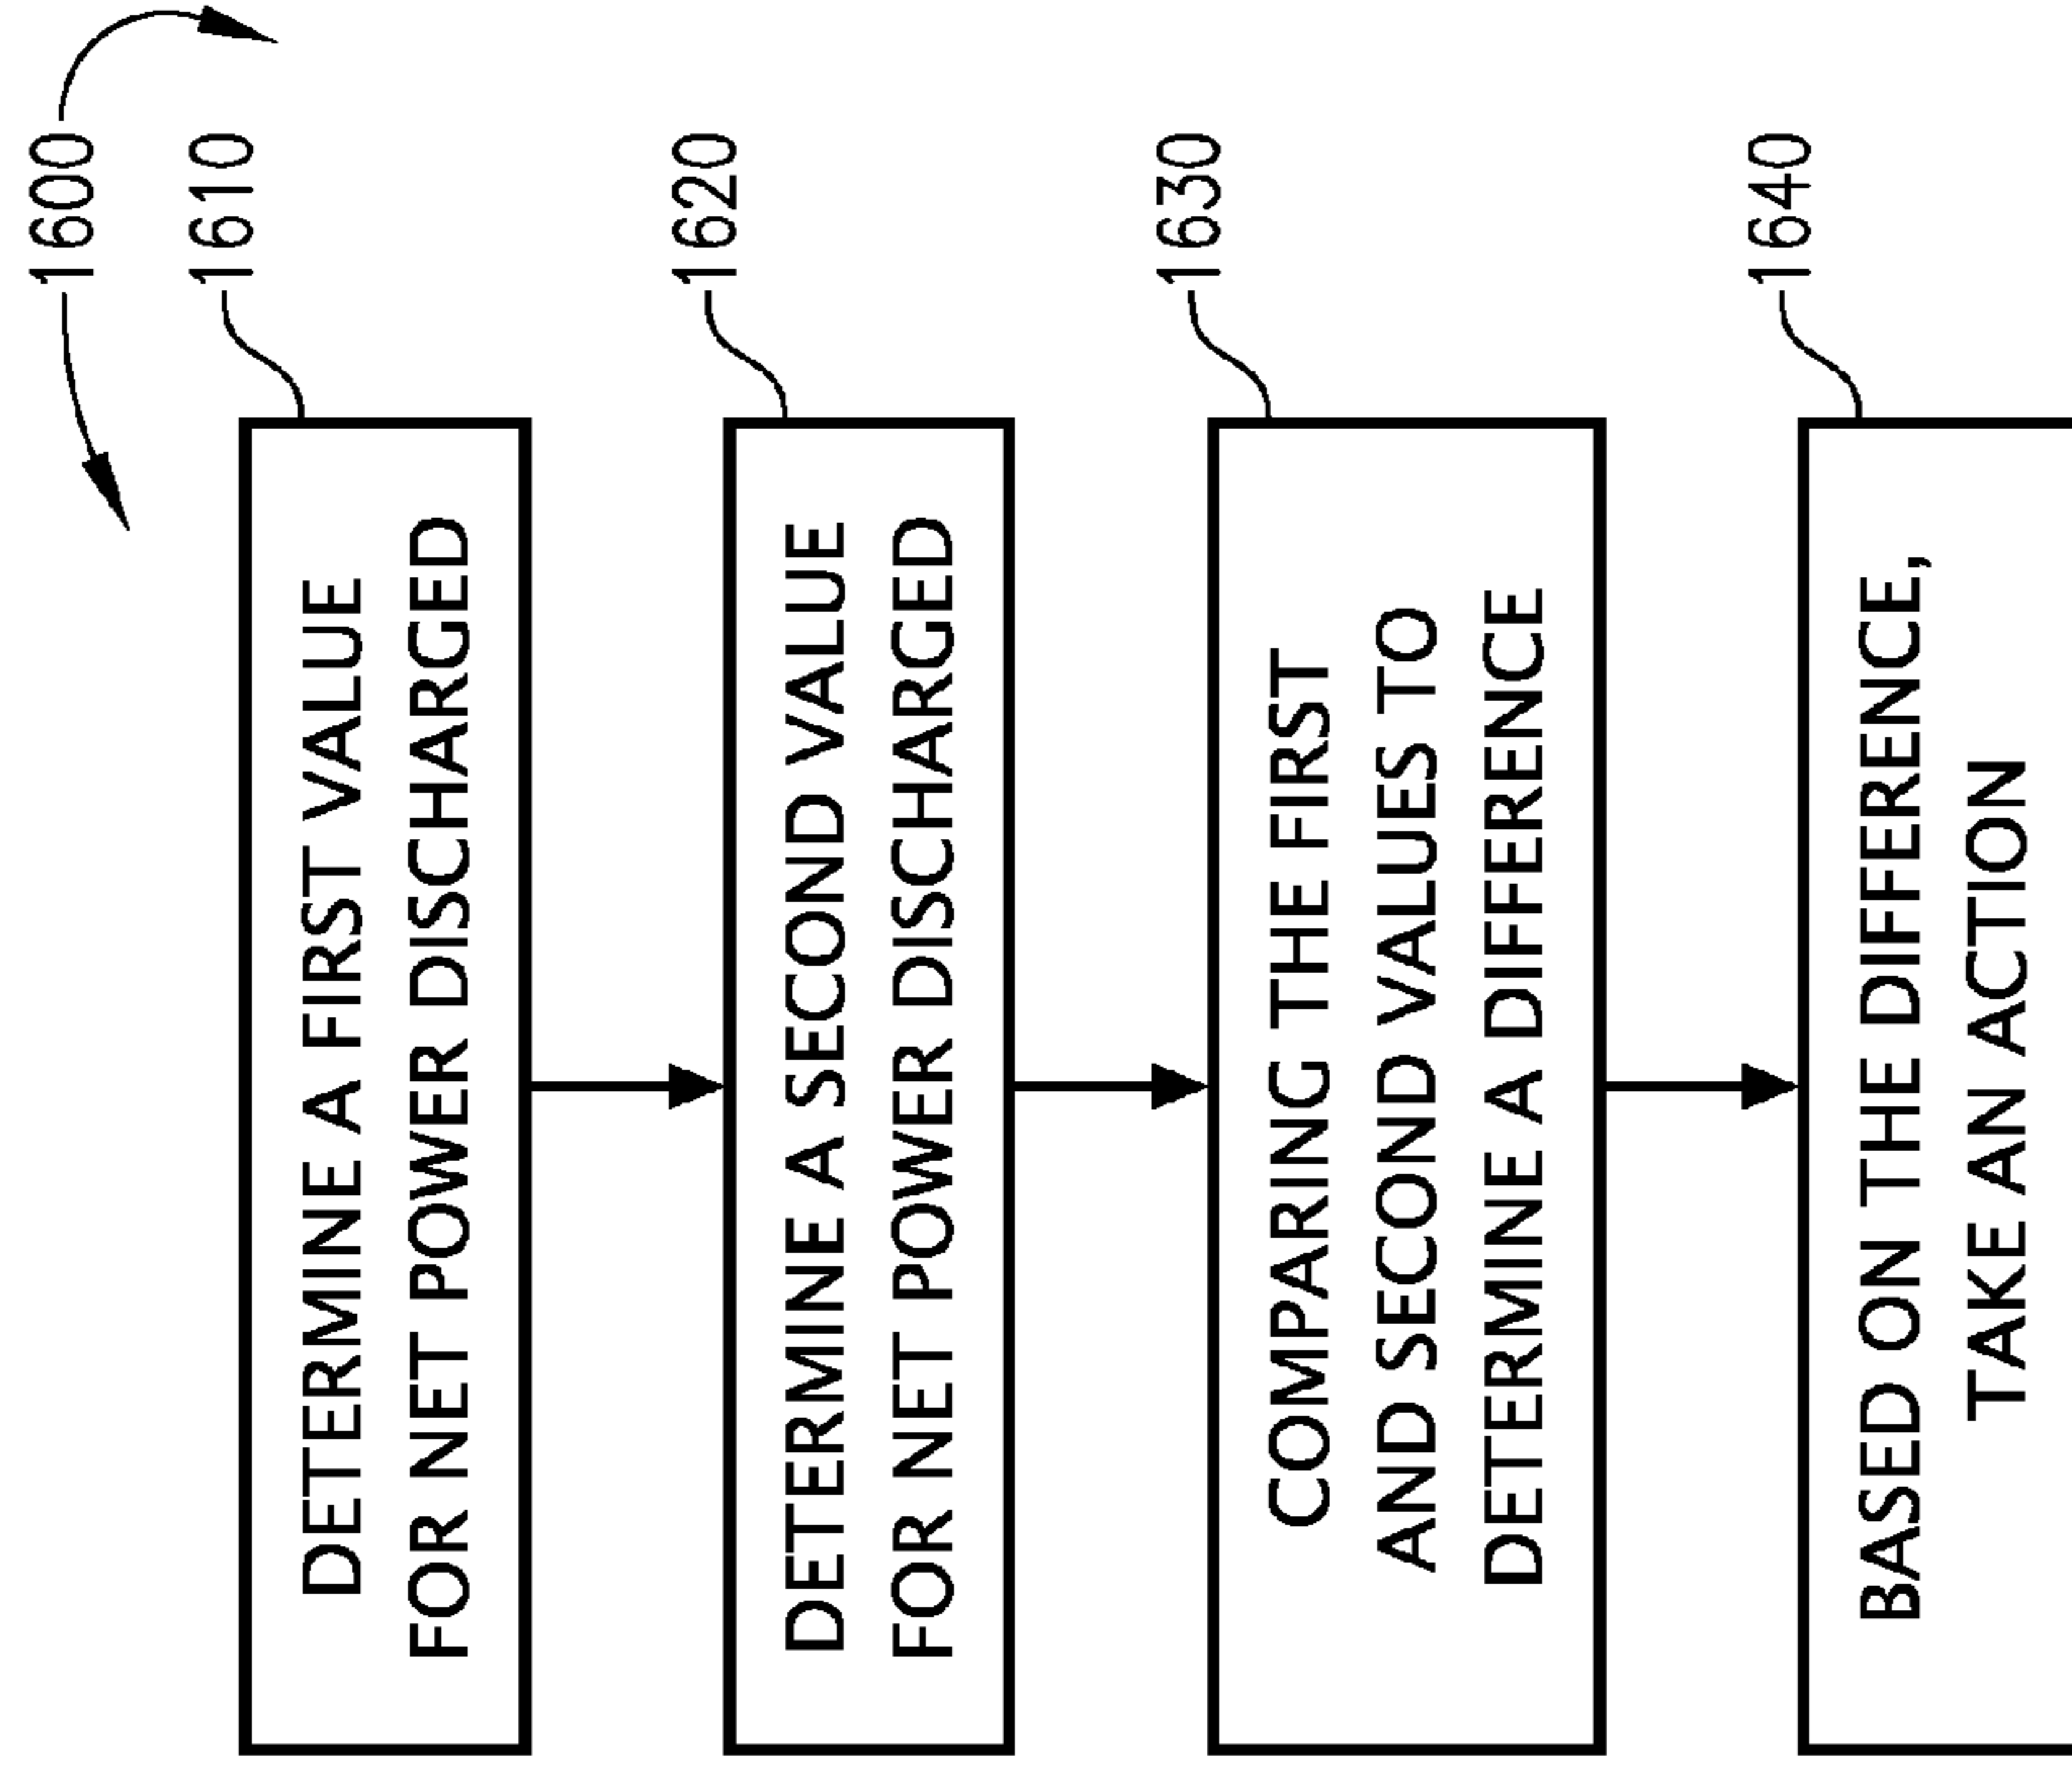 1600
1610
DETERMINE A FIRST VALUE
FOR NET POWER DISCHARGED
1620
DETERMINE A SECOND VALUE
FOR NET POWER DISCHARGED
1630
COMPARING THE FIRST
AND SECOND VALUES TO
DETERMINE A DIFFERENCE
1640
BASED ON THE DIFFERENCE,
TAKE AN ACTION